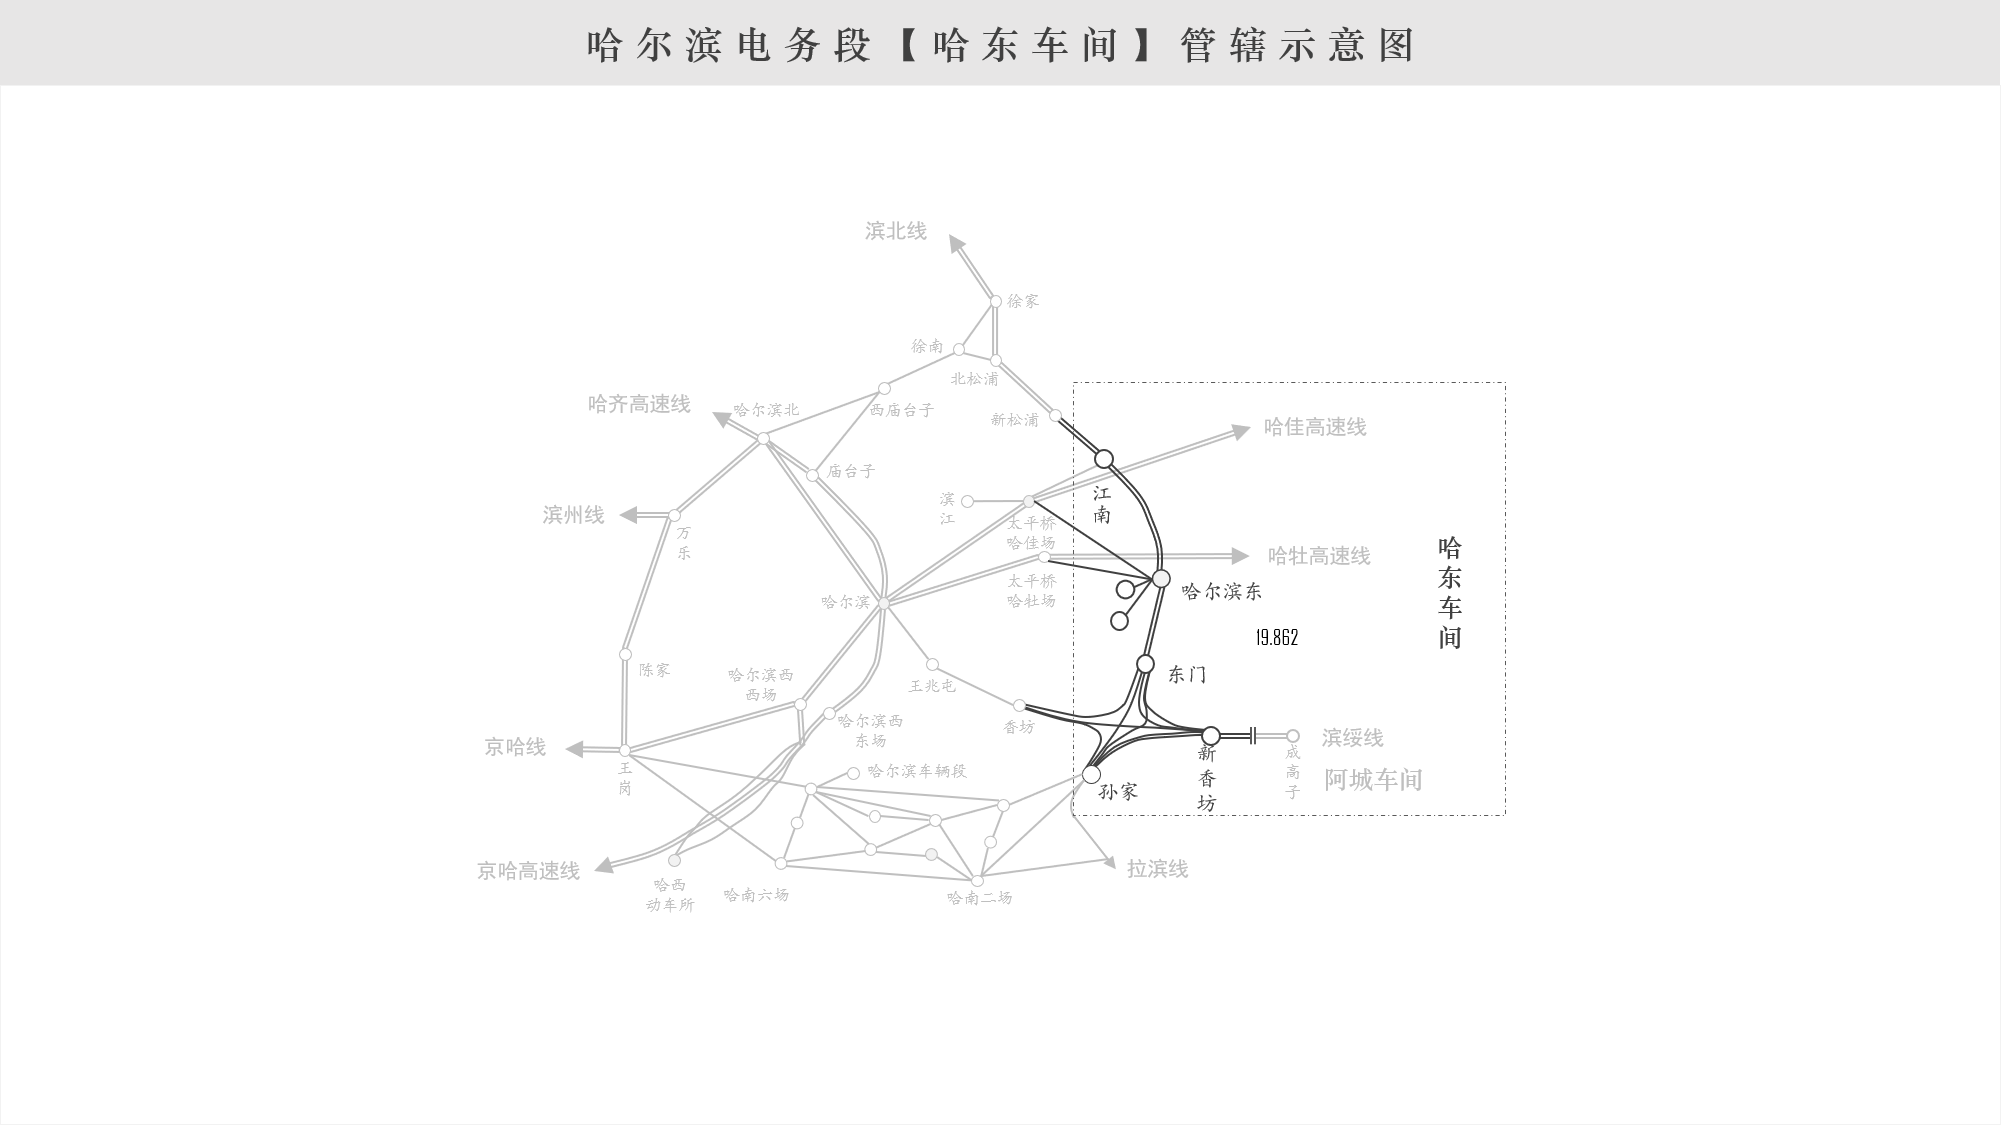 哈尔滨电务段【哈东车间】管辖示意图
滨北线
徐家
徐南
北松浦
哈齐高速线
哈尔滨北
西庙台子
新松浦
哈佳高速线
庙台子
滨江
江南
滨州线
太平桥
哈佳场
万乐
哈牡高速线
哈东车间
太平桥
哈牡场
哈尔滨
哈尔滨东
19.862
陈家
哈尔滨西
西场
王兆屯
东门
香坊
哈尔滨西
东场
京哈线
滨绥线
新香坊
成高子
阿城车间
王岗
哈尔滨车辆段
孙家
京哈高速线
拉滨线
哈西
动车所
哈南六场
哈南二场